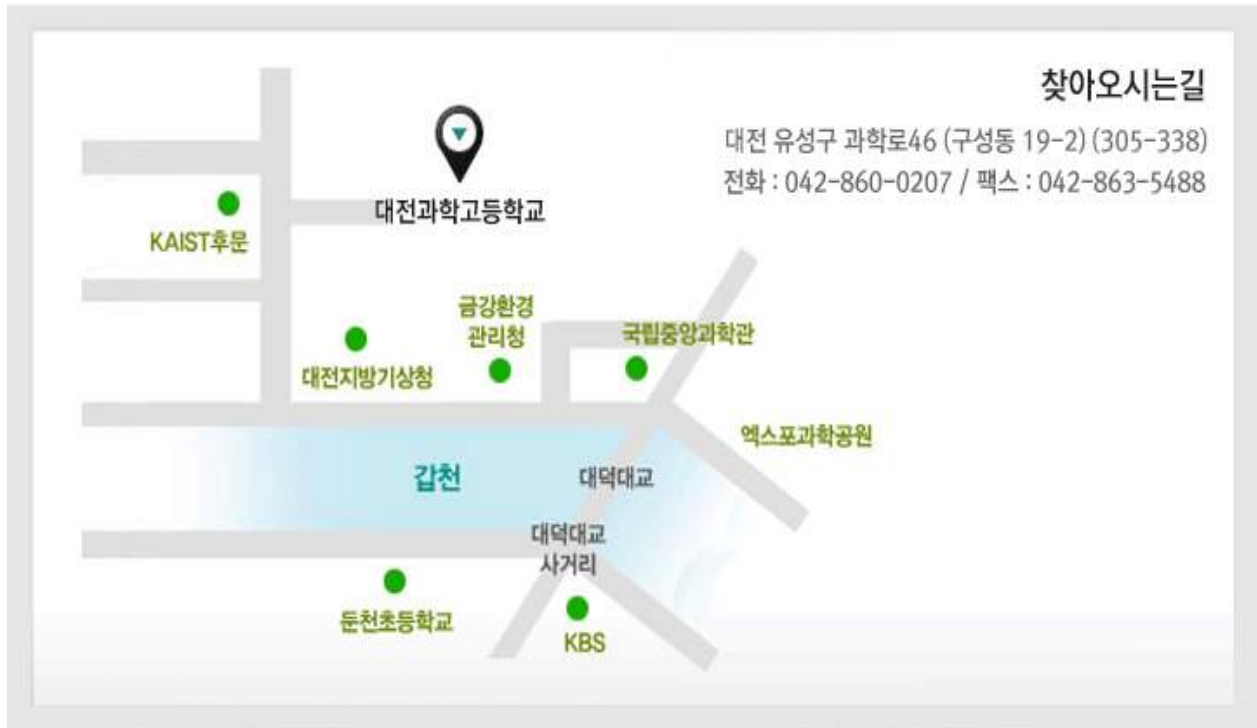 찾아오시는길
대전 유성구 과학로46 (구성동 19-2) (305-338)
전화 : 042-860-0207 / 팩스 : 042-863-5488
대전과학고등학교
KAIST후문
금강환경
관리청
국립중앙과학관
대전지방기상청
엑스포과학공원
갑천
대덕대교
대덕대교
사거리
둔천초등학교
KBS